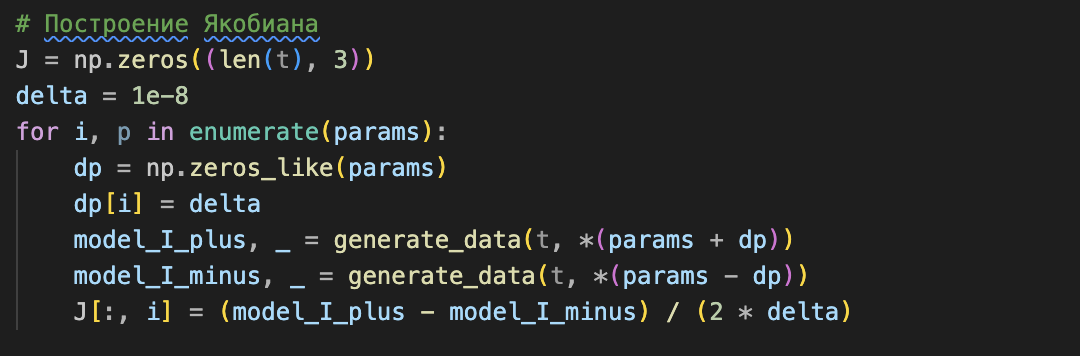 # Построение Якобиана
J = np.zeros((len(t), 3))
delta = 1e-8
for i, p in enumerate(params):
    dp = np.zeros_like(params)
    dp[i] = delta
    model_I_plus, _ = generate_data(t, *(params + dp))
    model_I_minus, _ = generate_data(t, *(params - dp))
    J[:, i] = (model_I_plus - model_I_minus) / (2 * delta)